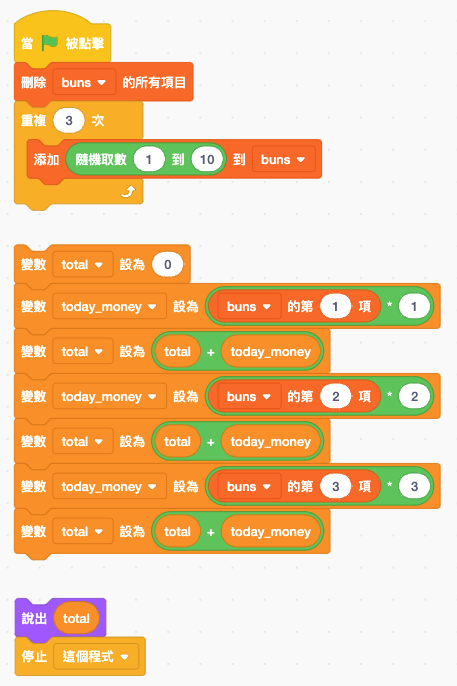 當 被點擊
刪除 buns 的所有項目
重複 3 次
添加 隨機取數 1 到 10 到 buns
變數 total 設為 0
變數 today_money 設為 buns 的第 1 項 * 1
變數 total 設為 total + today_money
變數 today_money 設為 buns 的第 2 項 * 2
變數 total 設為 total + today_money
變數 today_money 設為 buns 的第 3 項 * 3
變數 total 設為 total + today_money
說出 total
停止 這個程式